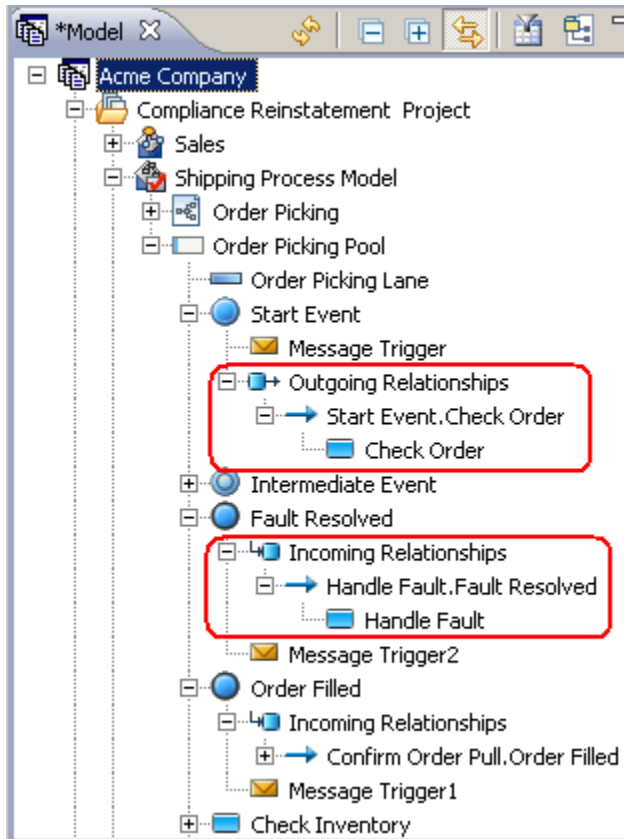 *Model
Acme Company
Compliance Reinstatement Project
Sales
Shipping Process Model
Order Picking
Order Picking Pool
Order Picking Lane
Start Event
Message Trigger
Outgoing Relationships
Start Event.Check Order
Check Order
Intermediate Event
Fault Resolved
Incoming Relationships
Handle Fault.Fault Resolved
Handle Fault
Message Trigger2
Order Filled
Incoming Relationships
Confirm Order Pull.Order Filled
Message Trigger1
Check Inventory